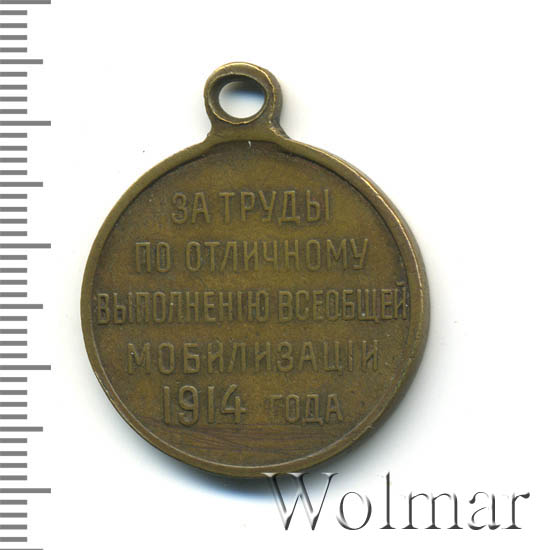 ЗА ТРУДЫ
ПО ОТЛИЧНОМУ
ВЫПОЛНЕНІЮ ВСЕОБЩЕЙ
МОБИЛИЗАЦІИ
1914 ГОДА
Wolmar